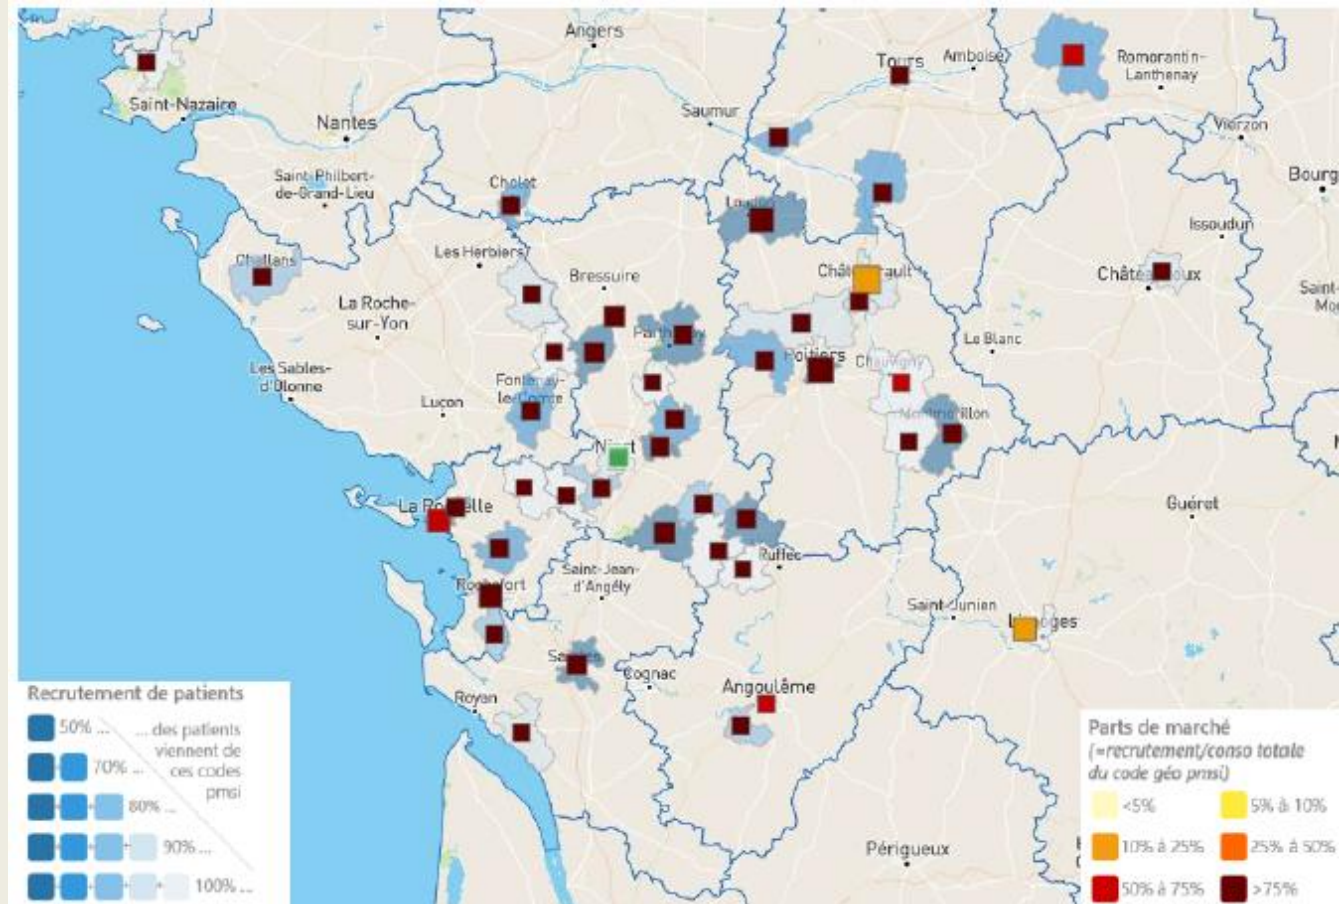 Angers
Tours
Amboise
Romorantin-
Lanthenay
Saint-Nazaire
Saumur
Nantes
Vierzon
Saint-Philbert-
de-Grand-Lieu
Cholet
Bourg
Issoudun
Les Herbiers
Challans
Bressuire
La Roche-
sur-Yon
Saint-
Le Blanc
Poitiers
Chauvigny
Les Sables-
d'Olonne
Fontenay-
le-Comte
Luçon
Guéret
Ruffec
Saint-Jean-
d'Angély
Rochefort
Saint-Junien
Cognac
Royan
Angoulême
Périgueux
Recrutement de patients
50% ...
... des patients
viennent de
ces codes
pmsi
70% ...
80% ...
90% ...
100% ...
Parts de marché
(=recrutement/conso totale
du code géo pmsi)
<5%
5% à 10%
10% à 25%
25% à 50%
50% à 75%
>75%